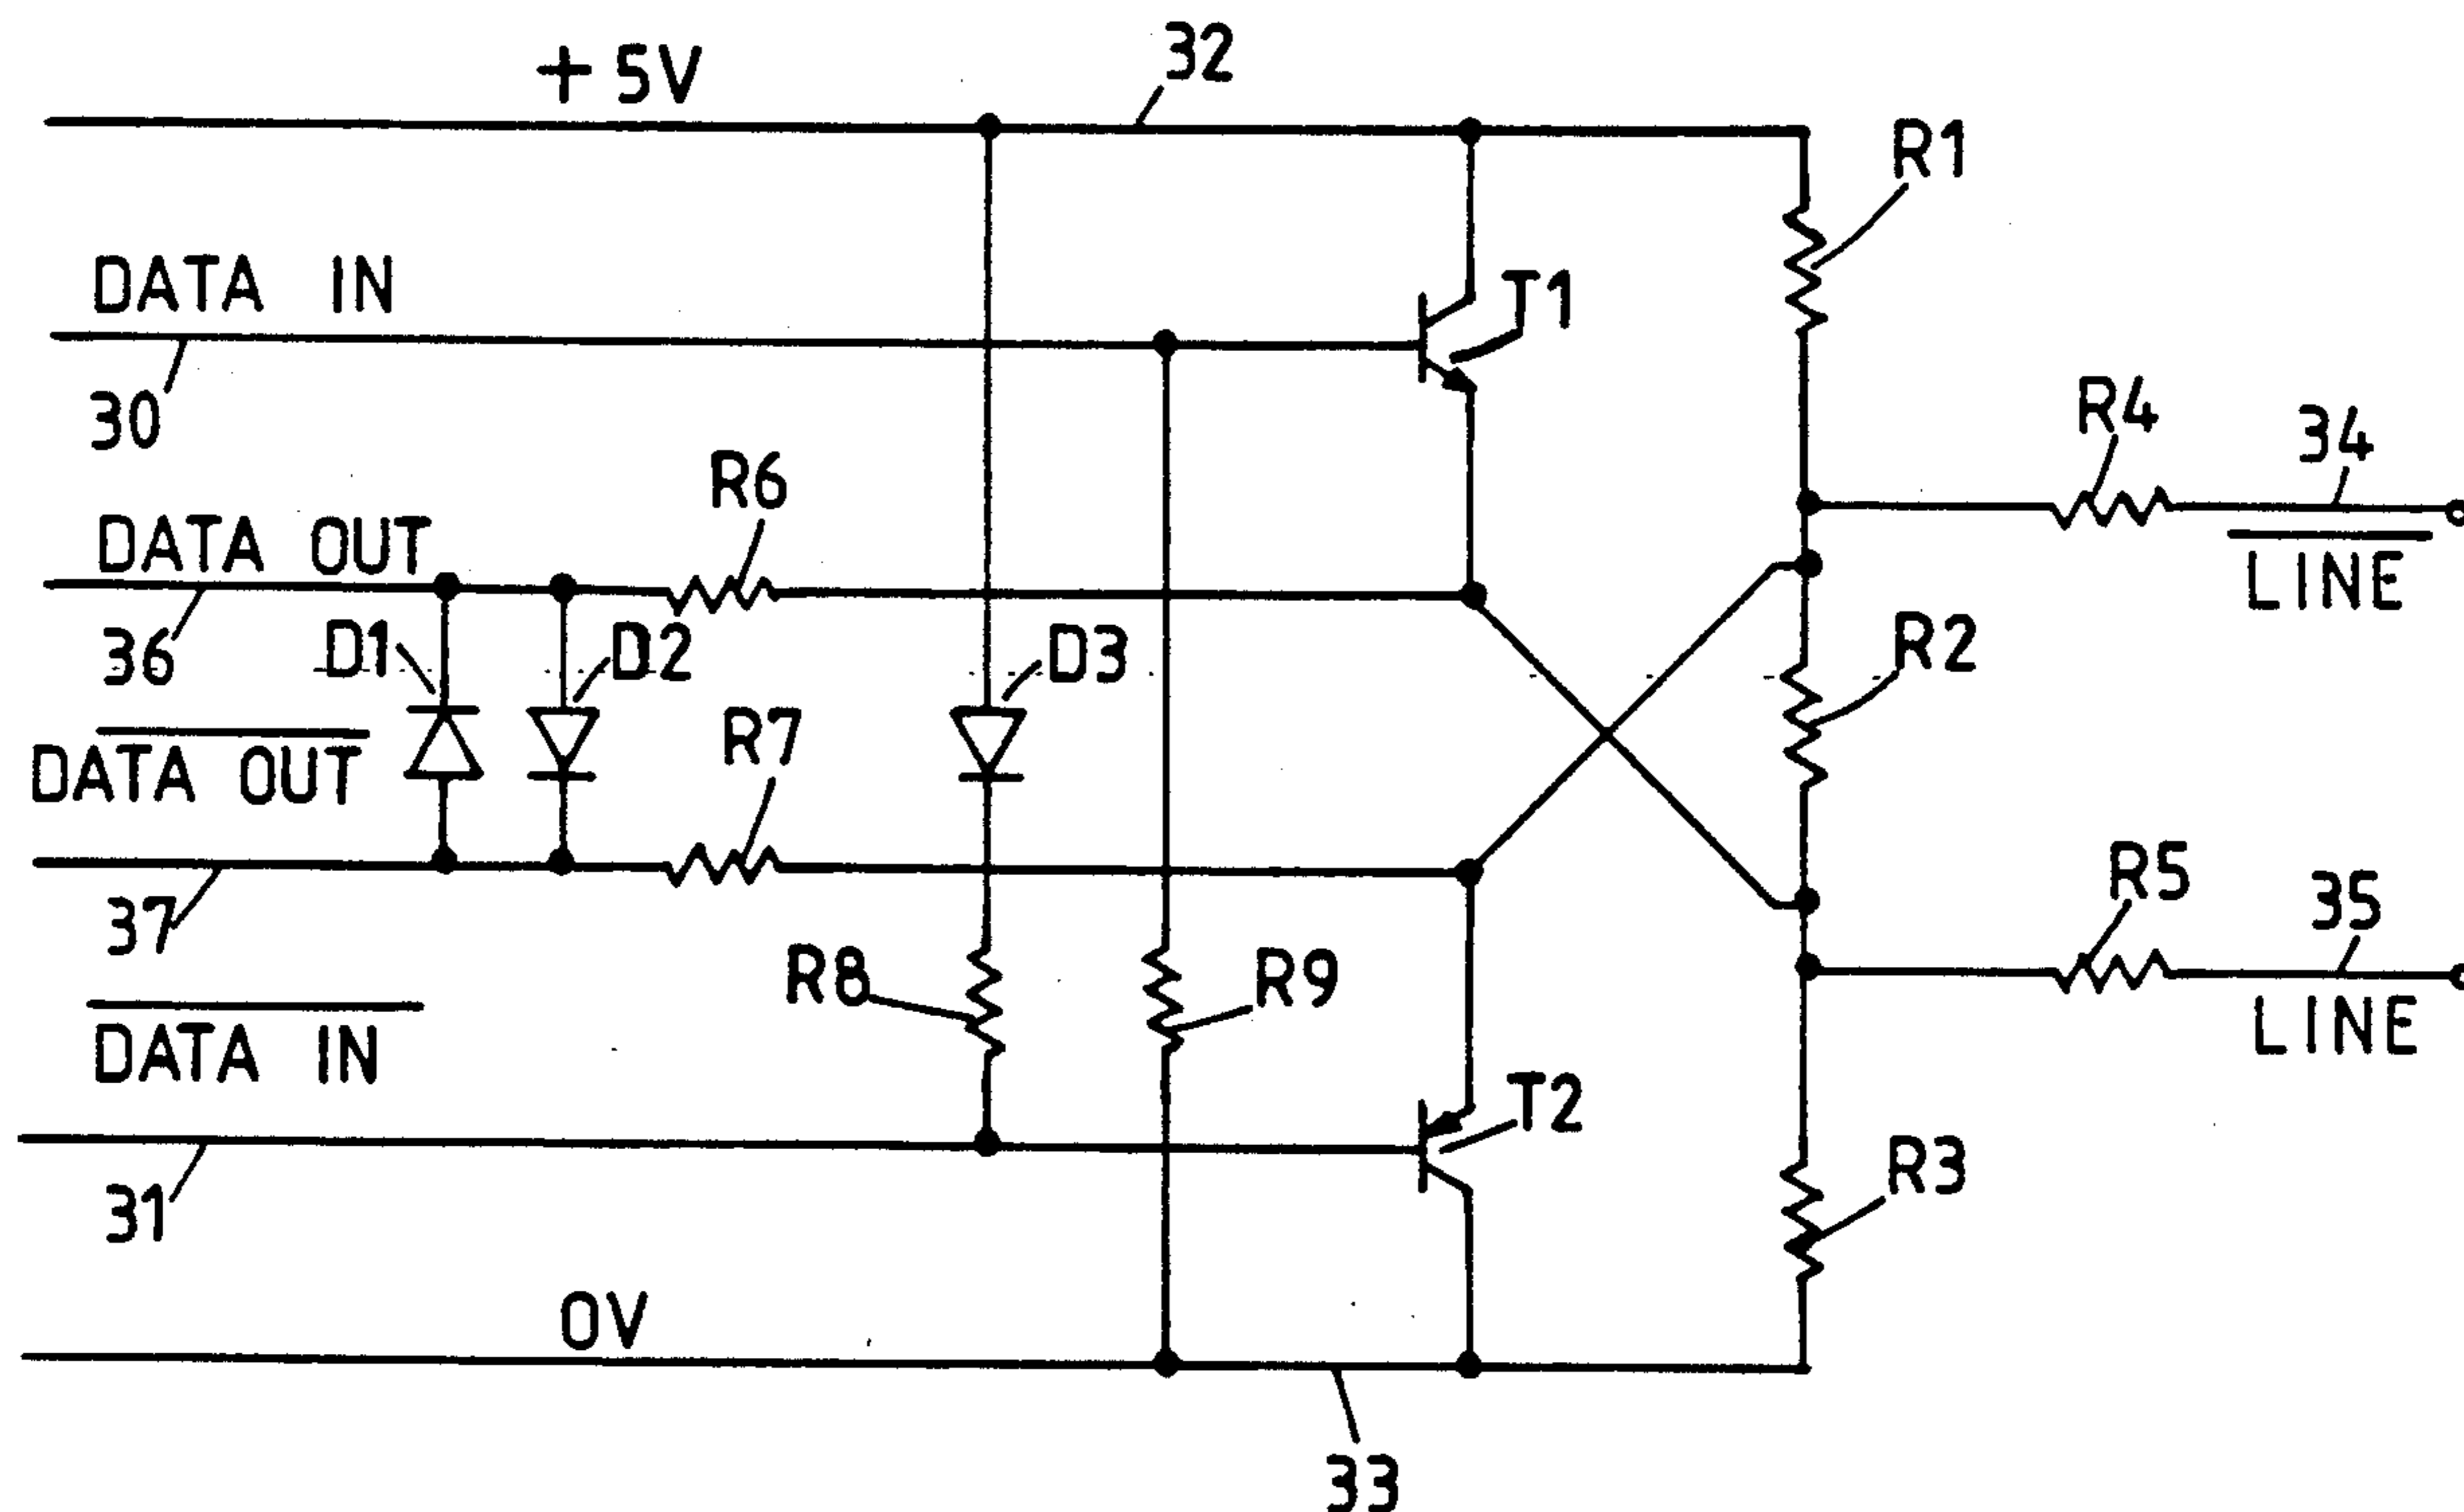 +5V
32
R1
DATA IN
T1
30
R4
34
R6
DATA OUT
LINE
36
D1
D2
D3
R2
R7
DATA OUT
R5
35
37
R8
R9
LINE
DATA IN
T2
R3
31
0V
33